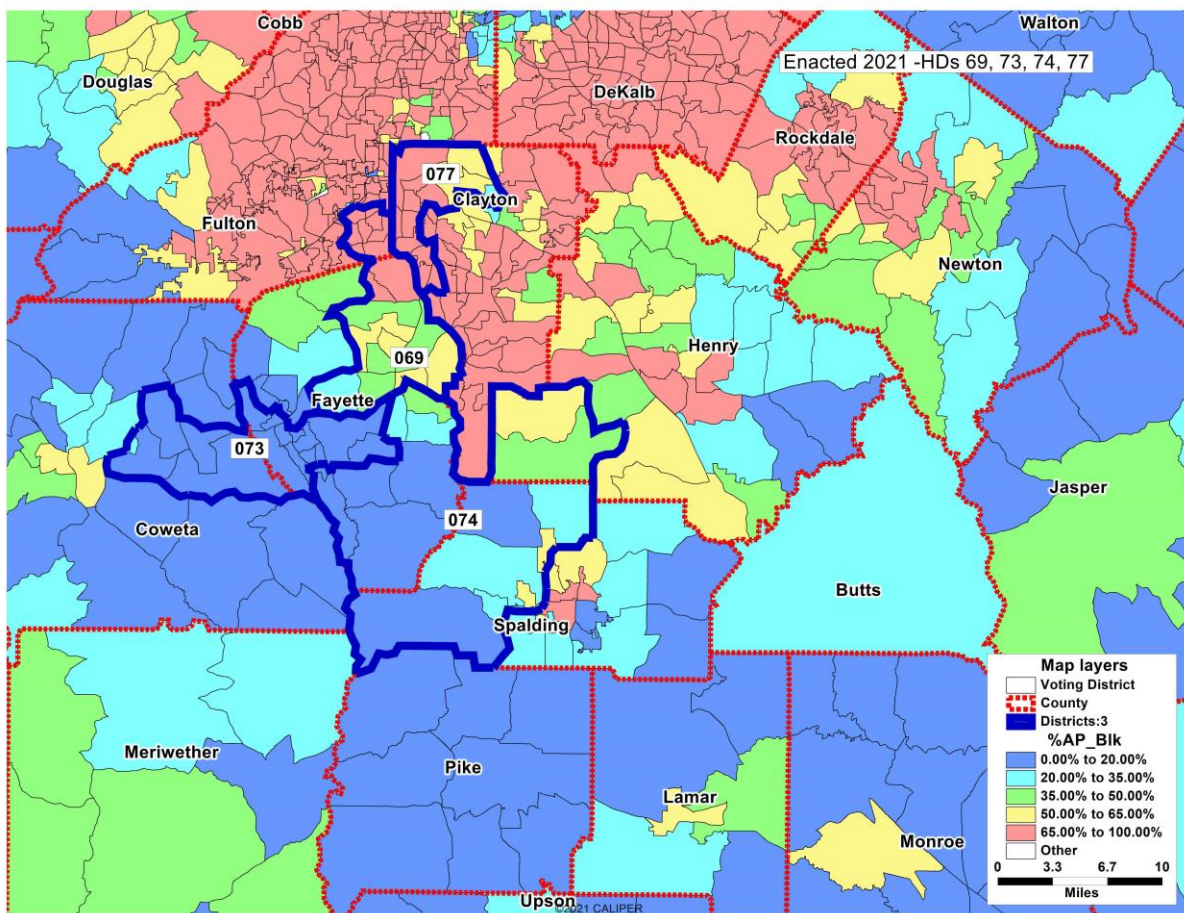 Cobb
Walton
Enacted 2021 -HDs 69, 73, 74, 77
Douglas
DeKalb
Rockdale
077
Clayton
Fulton
Newton
Henry
069
Fayette
073
Jasper
074
Coweta
Butts
Spalding
Meriwether
Pike
Lamar
Monroe
Upson
©2021 CALIPER
Map layers
Voting District
County
Districts:3
%AP_Blk
0.00% to 20.00%
20.00% to 35.00%
35.00% to 50.00%
50.00% to 65.00%
65.00% to 100.00%
Other
0 3.3 6.7 10
Miles